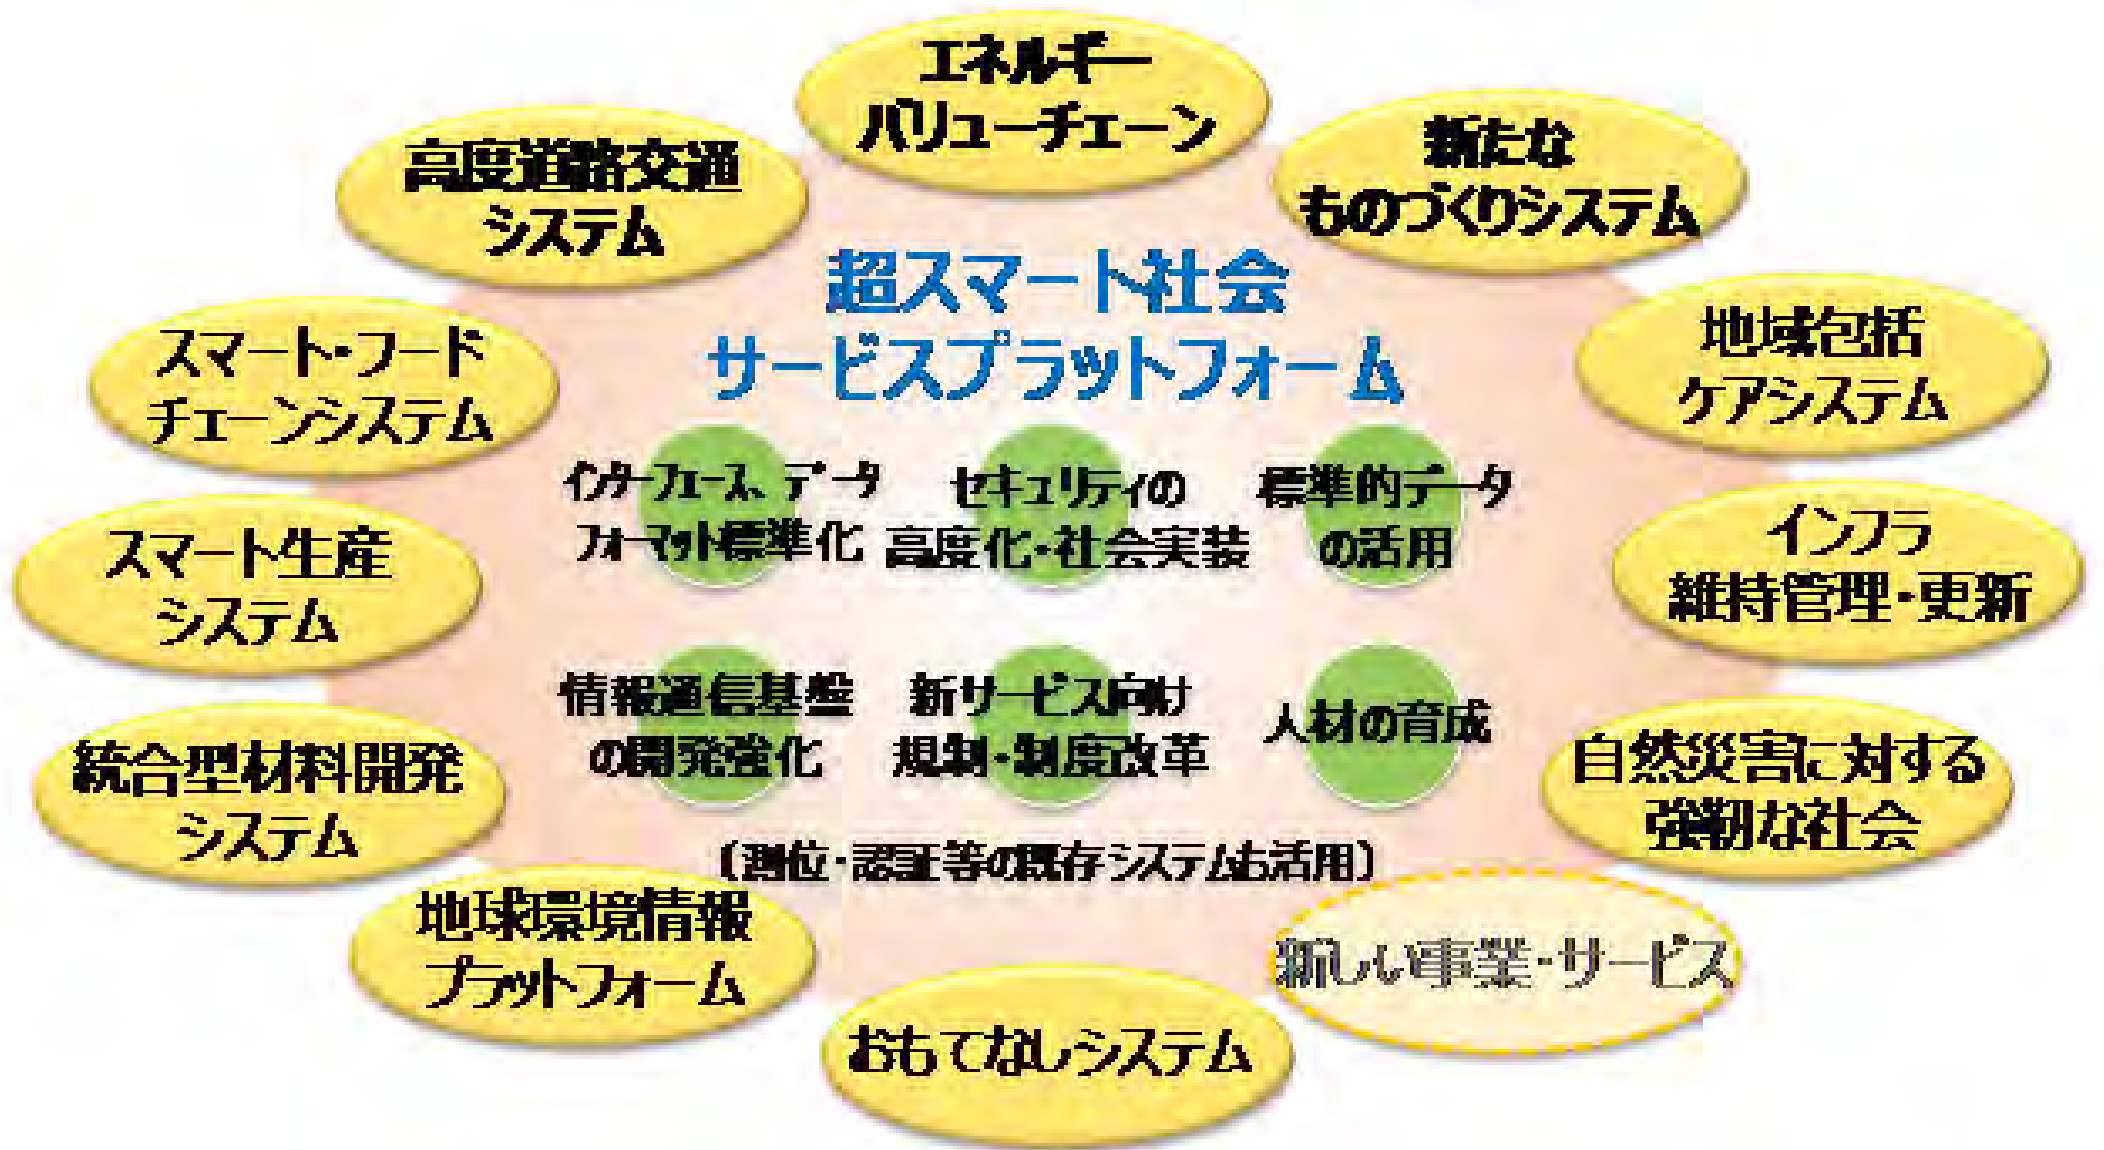 エネルギー
バリューチェーン
高度道路交通
システム
新たな
ものづくりシステム
超スマート社会
サービスプラットフォーム
スマート・フード
チェーンシステム
地域包括
ケアシステム
インターフェース、データ
フォーマット標準化
セキュリティの
高度化・社会実装
標準的データ
の活用
スマート生産
システム
インフラ
維持管理・更新
情報通信基盤
の開発強化
新サービス向け
規制・制度改革
人材の育成
統合型材料開発
システム
自然災害に対する
強靭な社会
（測位・認証等の既存システムも活用）
地球環境情報
プラットフォーム
新しい事業・サービス
おもてなしシステム